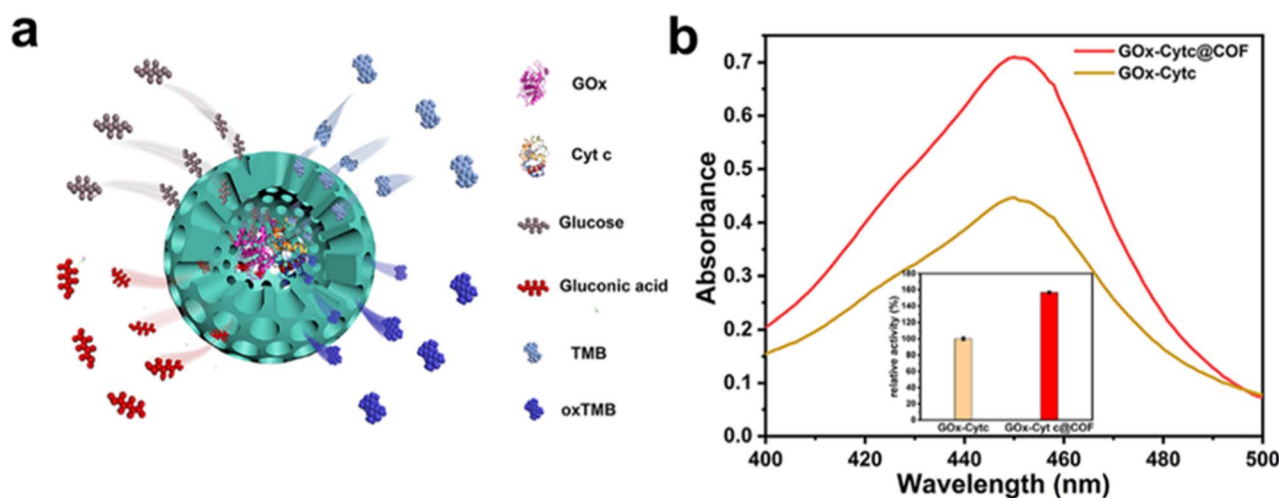 a
GOx
Cyt c
Glucose
Gluconic acid
TMB
oxTMB
b
GOx-Cytc@COF
GOx-Cytc
Absorbance
0.7
0.6
0.5
0.4
0.3
0.2
0.1
0.0
relative activity (%)
180
160
140
120
100
80
60
40
20
0
GOx-Cytc
GOx-Cyt c@COF
400
420
440
460
480
500
Wavelength (nm)